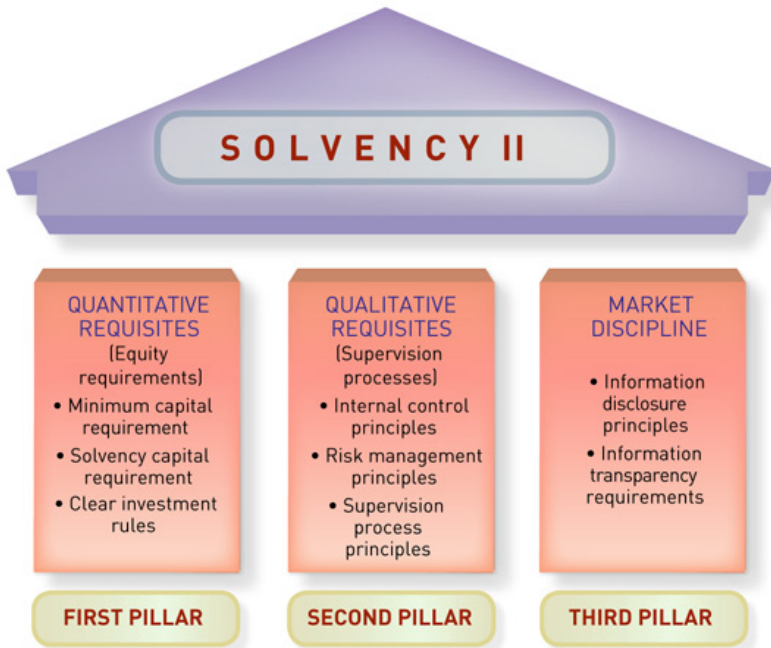 SOLVENCY II
QUANTITATIVE
REQUISITES
(Equity
requirements)
• Minimum capital
requirement
• Solvency capital
requirement
• Clear investment
rules
FIRST PILLAR
QUALITATIVE
REQUISITES
(Supervision
processes)
• Internal control
principles
• Risk management
principles
• Supervision
process
principles
SECOND PILLAR
MARKET
DISCIPLINE
• Information
disclosure
principles
• Information
transparency
requirements
THIRD PILLAR